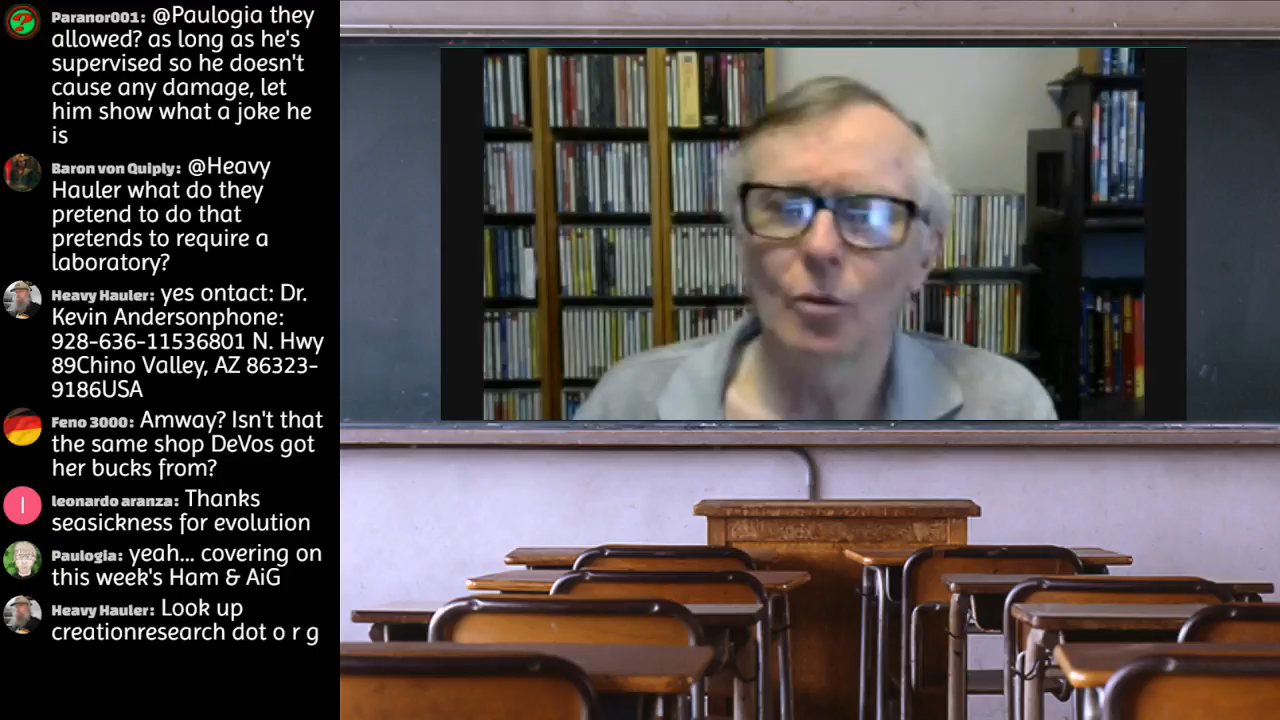 Paranor001: @Paulogia they
allowed? as long as he's
supervised so he doesn't
cause any damage, let
him show what a joke he
is
Baron von Quiply: @Heavy
Hauler what do they
pretend to do that
pretends to require a
laboratory?
Heavy Hauler: yes ontact: Dr.
Kevin Andersonphone:
928-636-11536801 N. Hwy
89Chino Valley, AZ 86323-
9186USA
Feno 3000: Amway? Isn't that
the same shop DeVos got
her bucks from?
l
leonardo aranza: Thanks
seasickness for evolution
Paulogia: yeah... covering on
this week's Ham & AiG
Heavy Hauler: Look up
creationresearch dot o r g